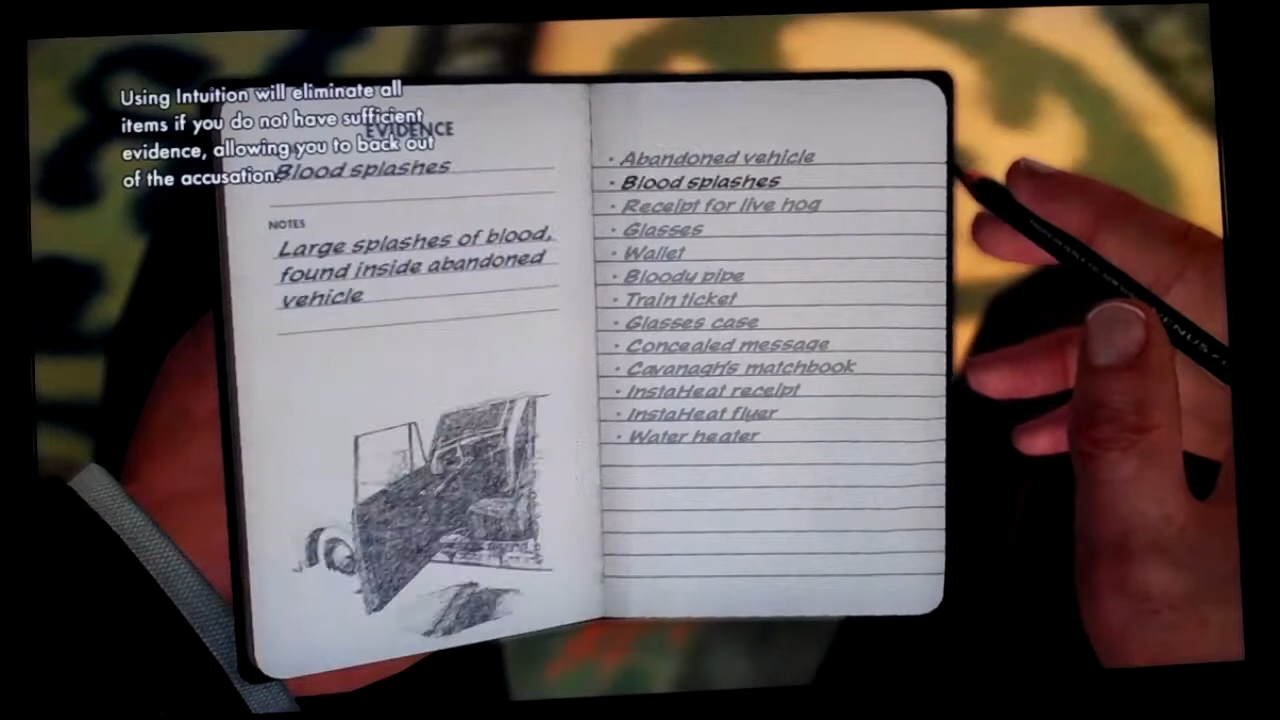 Using Intuition will eliminate all
items if you do not have sufficient
evidence, allowing you to back out
of the accusation.
EVIDENCE
Blood splashes
NOTES
Large splashes of blood,
found inside abandoned
vehicle
• Abandoned vehicle
• Blood splashes
• Receipt for live hog
• Glasses
• Wallet
• Bloody pipe
• Train ticket
• Glasses case
• Concealed message
• Cavanagh's matchbook
• InstaHeat receipt
• InstaHeat flyer
• Water heater
VENUS